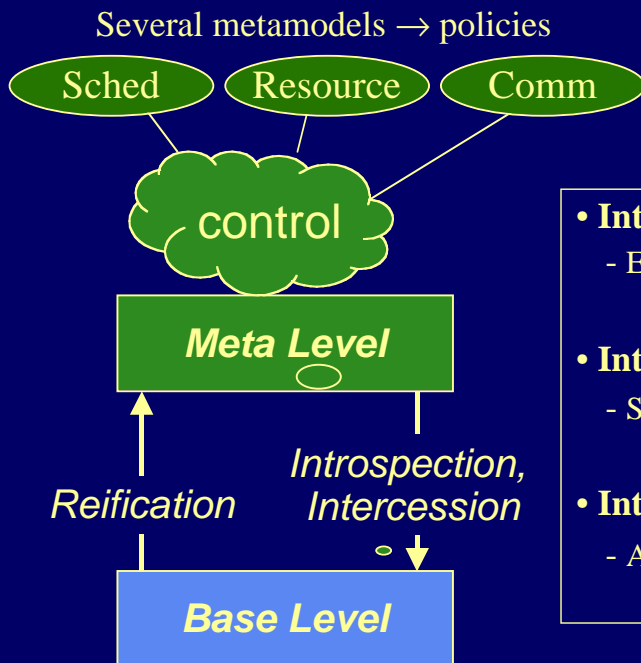 Several metamodels → policies
Sched Resource Comm
control
Meta Level
Reification
Introspection,
Intercession
Base Level
• Int
- E
• Int
- S
• Int
- A